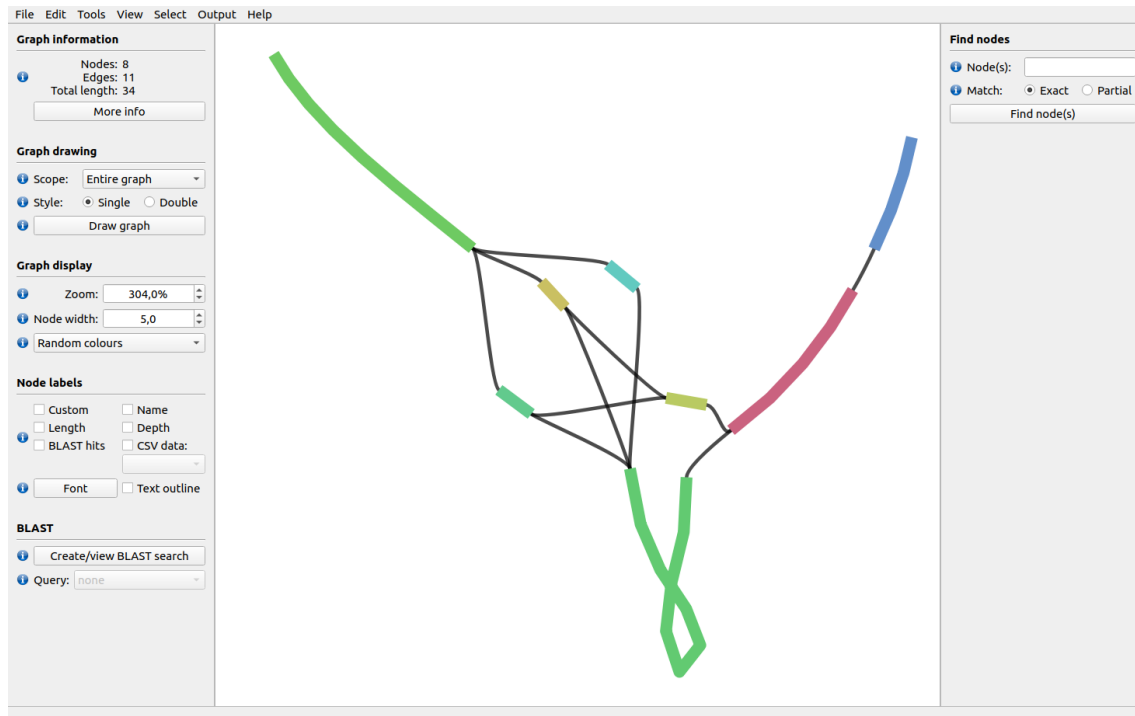 File Edit Tools View Select Output Help
Graph information
Nodes: 8
Edges: 11
Total length: 34
More info
Graph drawing
Scope: Entire graph
Style: Single Double
Draw graph
Graph display
Zoom: 304,0%
Node width: 5,0
Random colours
Node labels
Custom Name
Length Depth
BLAST hits CSV data:
Font Text outline
BLAST
Create/view BLAST search
Query: none
Find nodes
Node(s):
Match: Exact Partial
Find node(s)